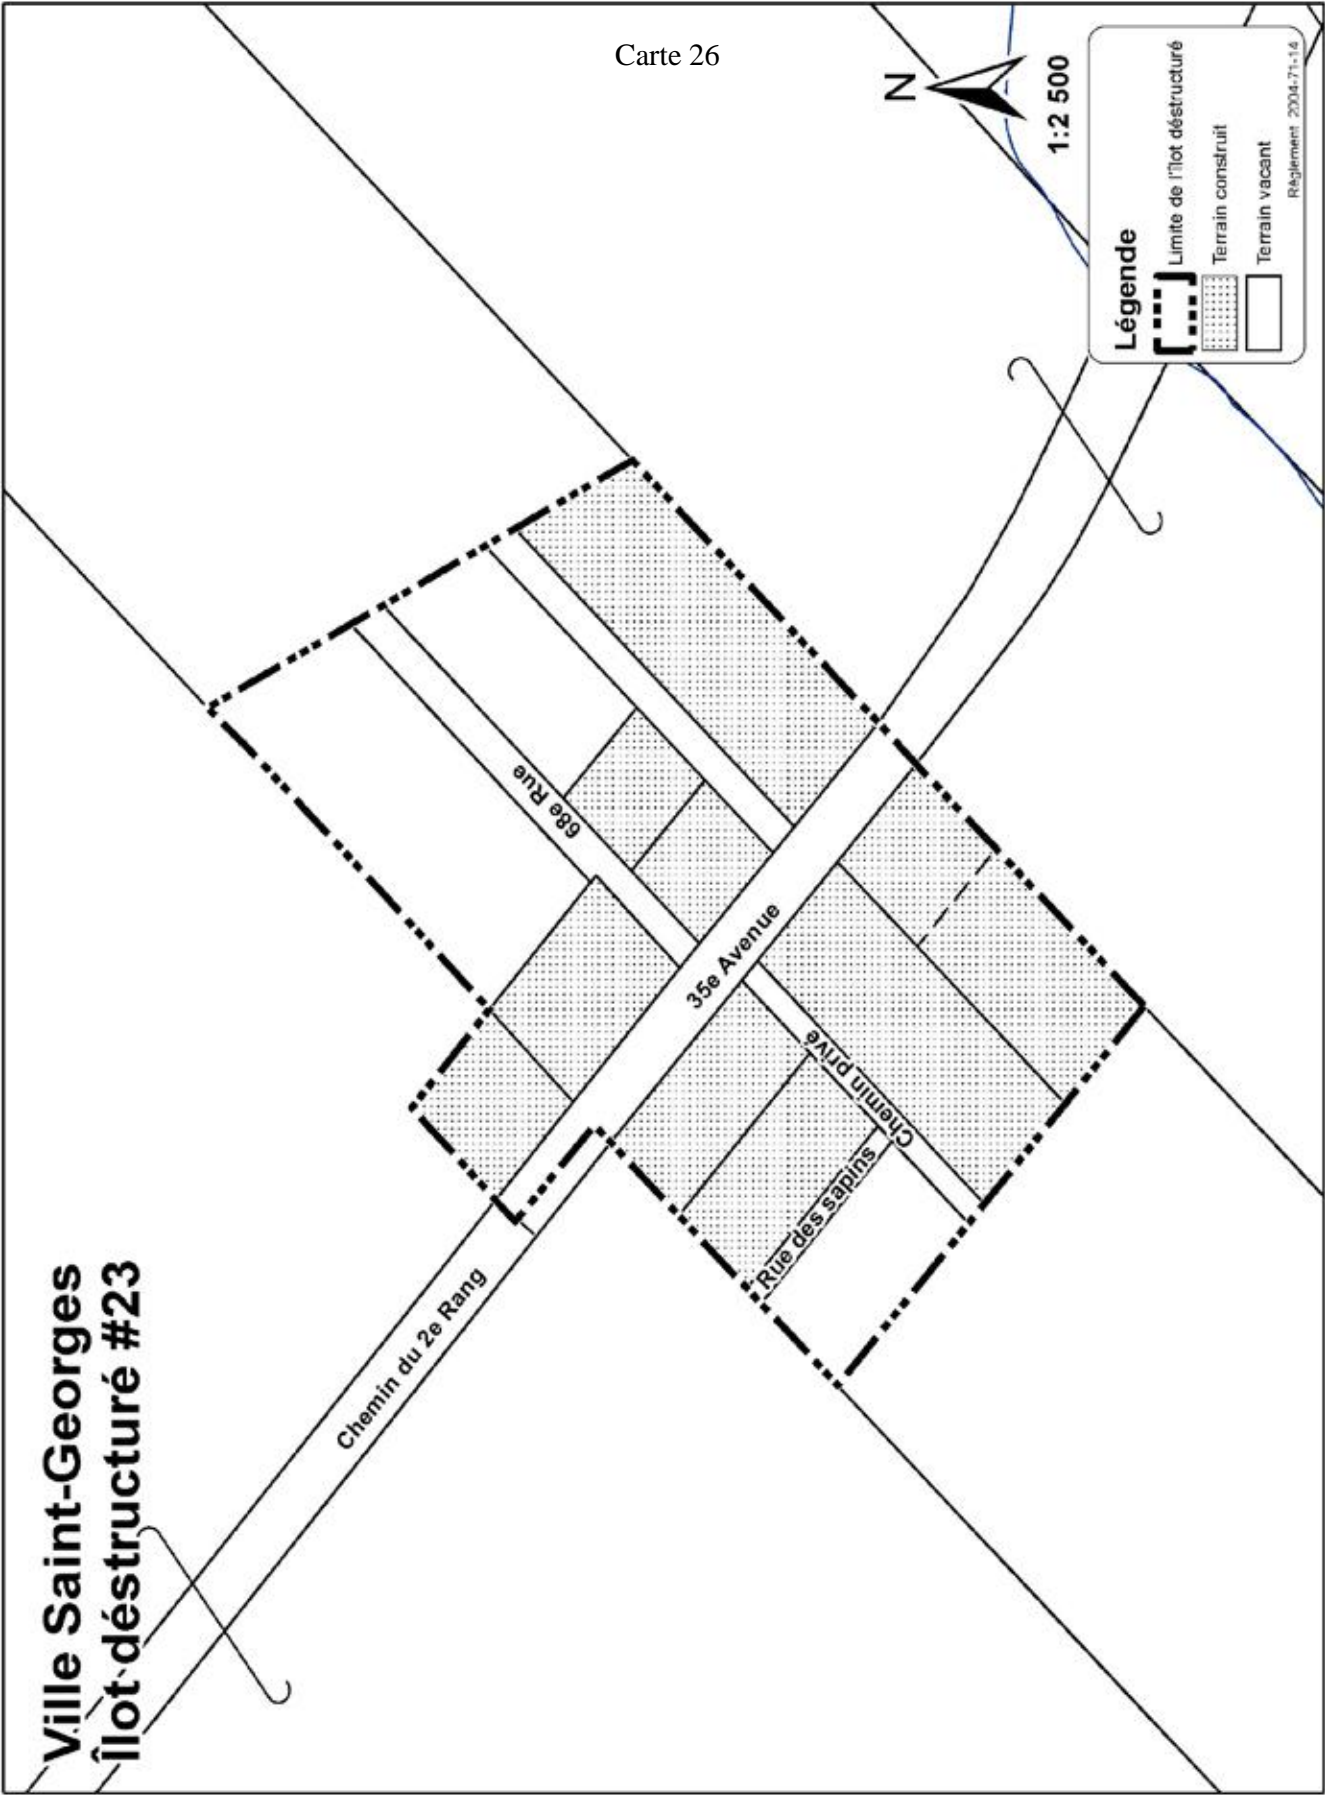 Carte 26
Ville Saint-Georges
Îlot déstructuré #23
N
1:2 500
Chemin du 2e Rang
35e Avenue
68e Rue
Chemin privé
Rue des sapins
Légende
Limite de l'îlot déstructuré
Terrain construit
Terrain vacant
Règlement 2004-71-14